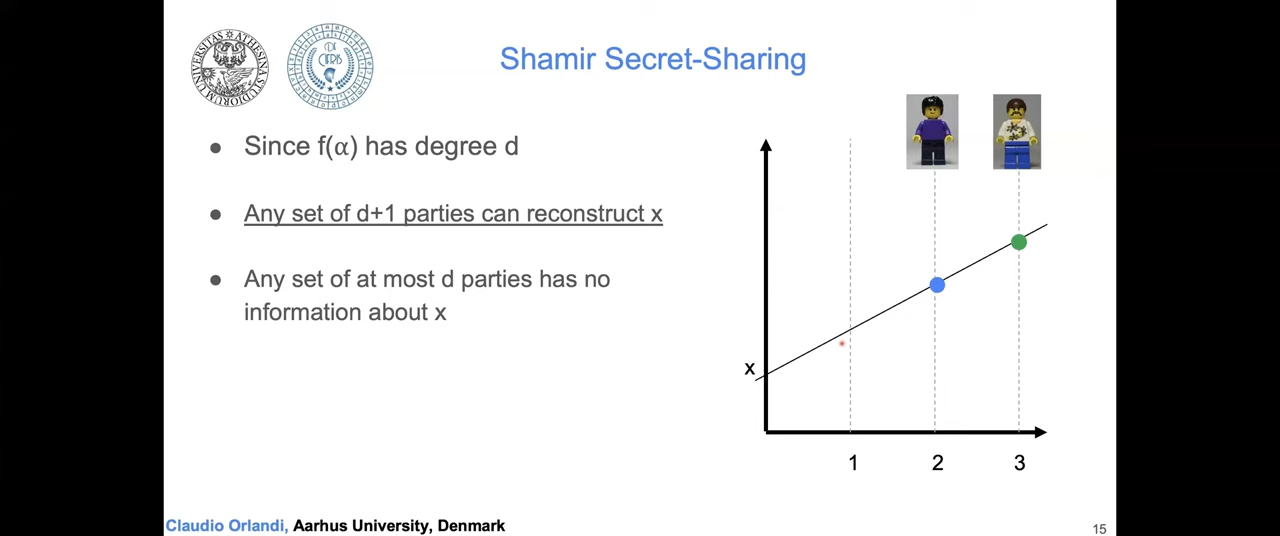 Shamir Secret-Sharing
● Since f(α) has degree d
● Any set of d+1 parties can reconstruct x
● Any set of at most d parties has no
information about x
x
1 2 3
Claudio Orlandi, Aarhus University, Denmark
15